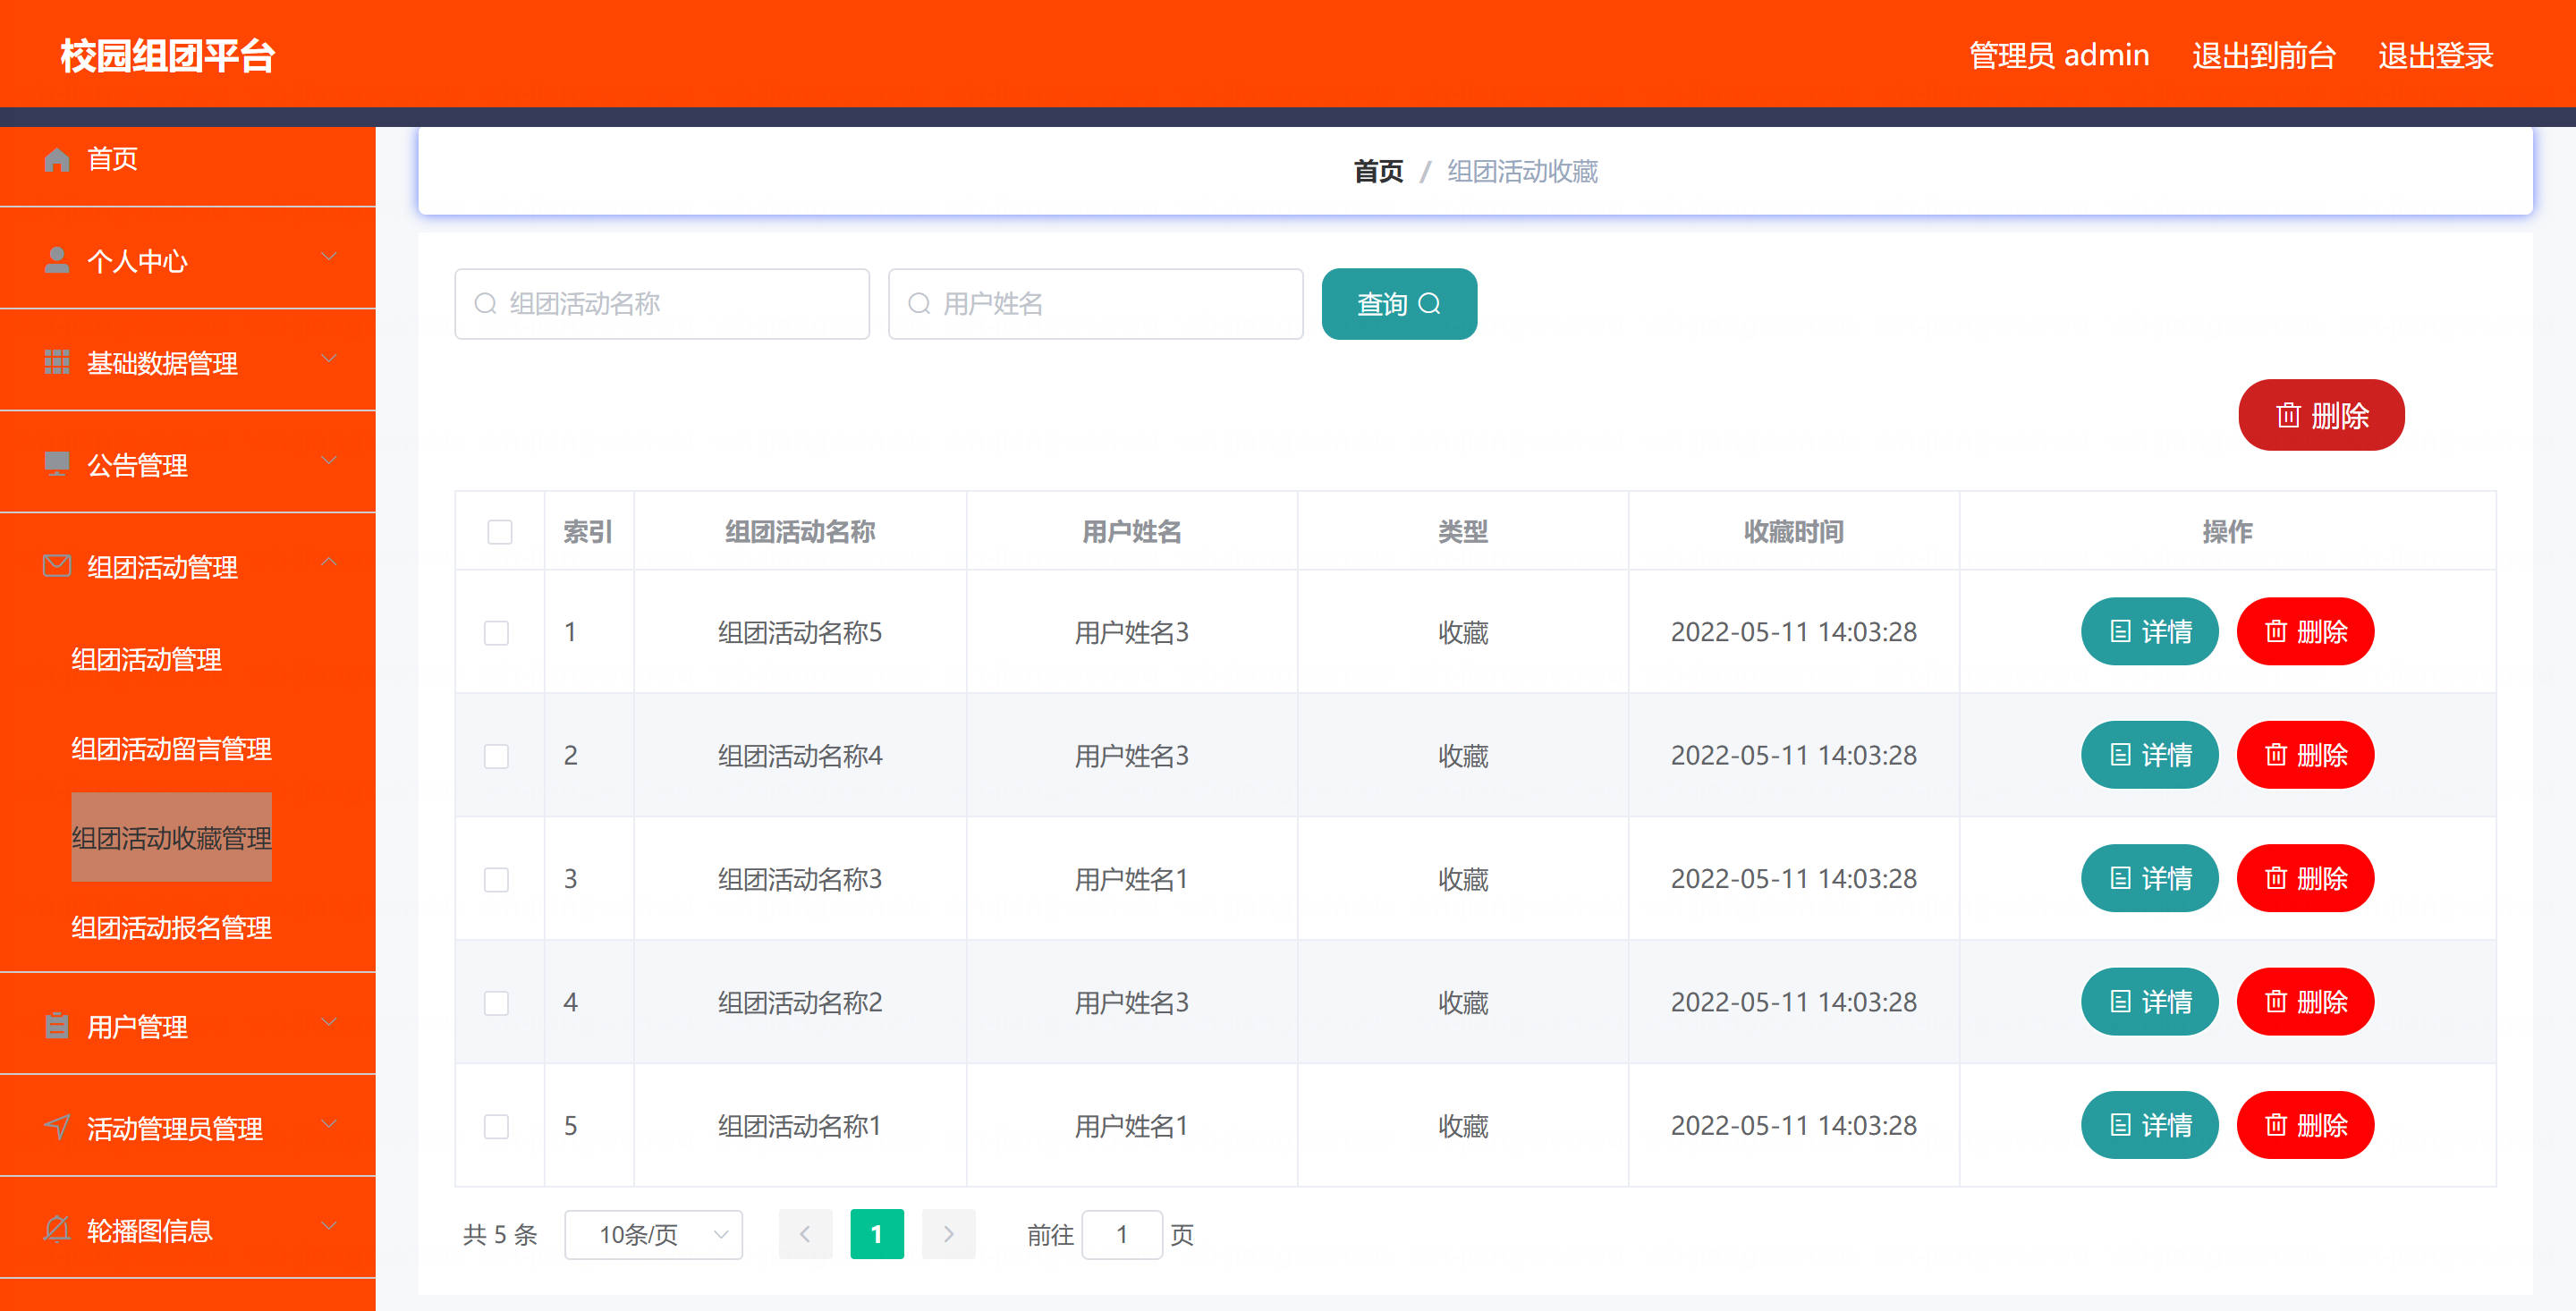 校园组团平台
管理员 admin 退出到前台 退出登录
首页
个人中心
基础数据管理
公告管理
组团活动管理
组团活动管理
组团活动留言管理
组团活动收藏管理
组团活动报名管理
用户管理
活动管理员管理
轮播图信息
首页 / 组团活动收藏
组团活动名称 用户姓名 查询
删除
索引 组团活动名称 用户姓名 类型 收藏时间 操作
1 组团活动名称5 用户姓名3 收藏 2022-05-11 14:03:28 详情 删除
2 组团活动名称4 用户姓名3 收藏 2022-05-11 14:03:28 详情 删除
3 组团活动名称3 用户姓名1 收藏 2022-05-11 14:03:28 详情 删除
4 组团活动名称2 用户姓名3 收藏 2022-05-11 14:03:28 详情 删除
5 组团活动名称1 用户姓名1 收藏 2022-05-11 14:03:28 详情 删除
共 5 条 10条/页 1 前往 1 页